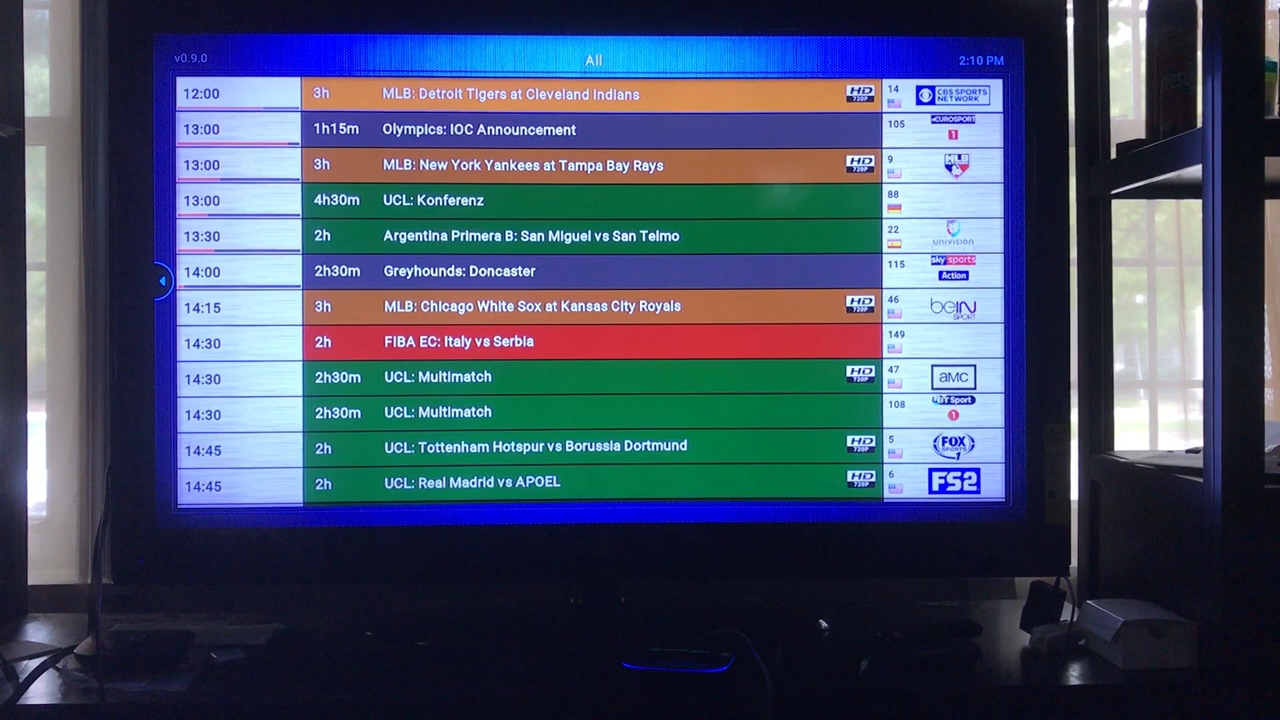 v0.9.0 All 2:10 PM
12:00 3h MLB: Detroit Tigers at Cleveland Indians HD 720P 14 CBS SPORTS NETWORK
13:00 1h15m Olympics: IOC Announcement 105 EUROSPORT 1
13:00 3h MLB: New York Yankees at Tampa Bay Rays HD 720P 9 MLB
13:00 4h30m UCL: Konferenz 88
13:30 2h Argentina Primera B: San Miguel vs San Telmo 22 UNIVISION
14:00 2h30m Greyhounds: Doncaster 115 sky sports Action
14:15 3h MLB: Chicago White Sox at Kansas City Royals HD 720P 46 beIN SPORT
14:30 2h FIBA EC: Italy vs Serbia 149
14:30 2h30m UCL: Multimatch HD 720P 47 aMC
14:30 2h30m UCL: Multimatch 108 BT Sport 1
14:45 2h UCL: Tottenham Hotspur vs Borussia Dortmund HD 720P 5 FOX SPORTS 1
14:45 2h UCL: Real Madrid vs APOEL HD 720P 6 FS2